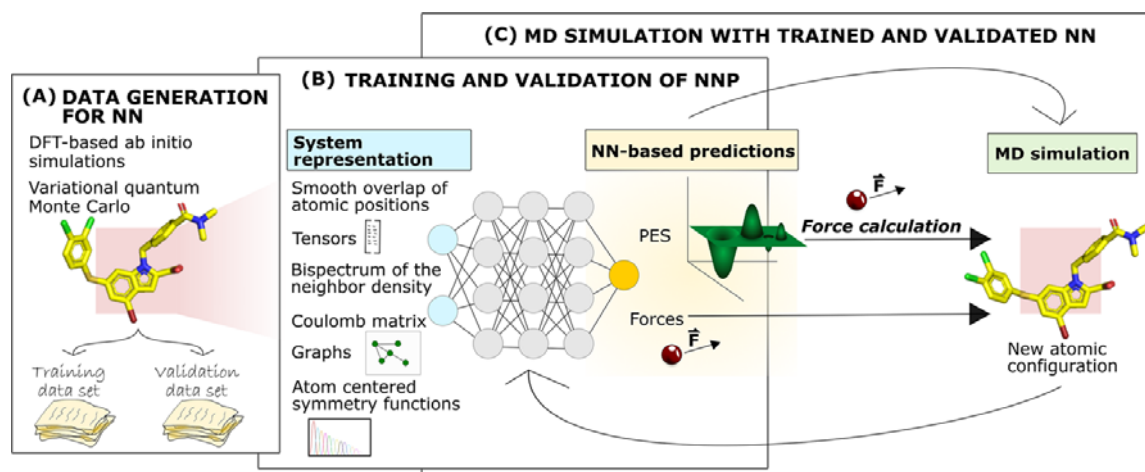 (C) MD SIMULATION WITH TRAINED AND VALIDATED NN
(A) DATA GENERATION
FOR NN
DFT-based ab initio
simulations
Variational quantum
Monte Carlo
Training
data set
Validation
data set
(B) TRAINING AND VALIDATION OF NNP
System
representation
Smooth overlap of
atomic positions
Tensors
Bispectrum of the
neighbor density
Coulomb matrix
Graphs
Atom centered
symmetry functions
NN-based predictions
PES
Forces
F
F
Force calculation
MD simulation
New atomic
configuration